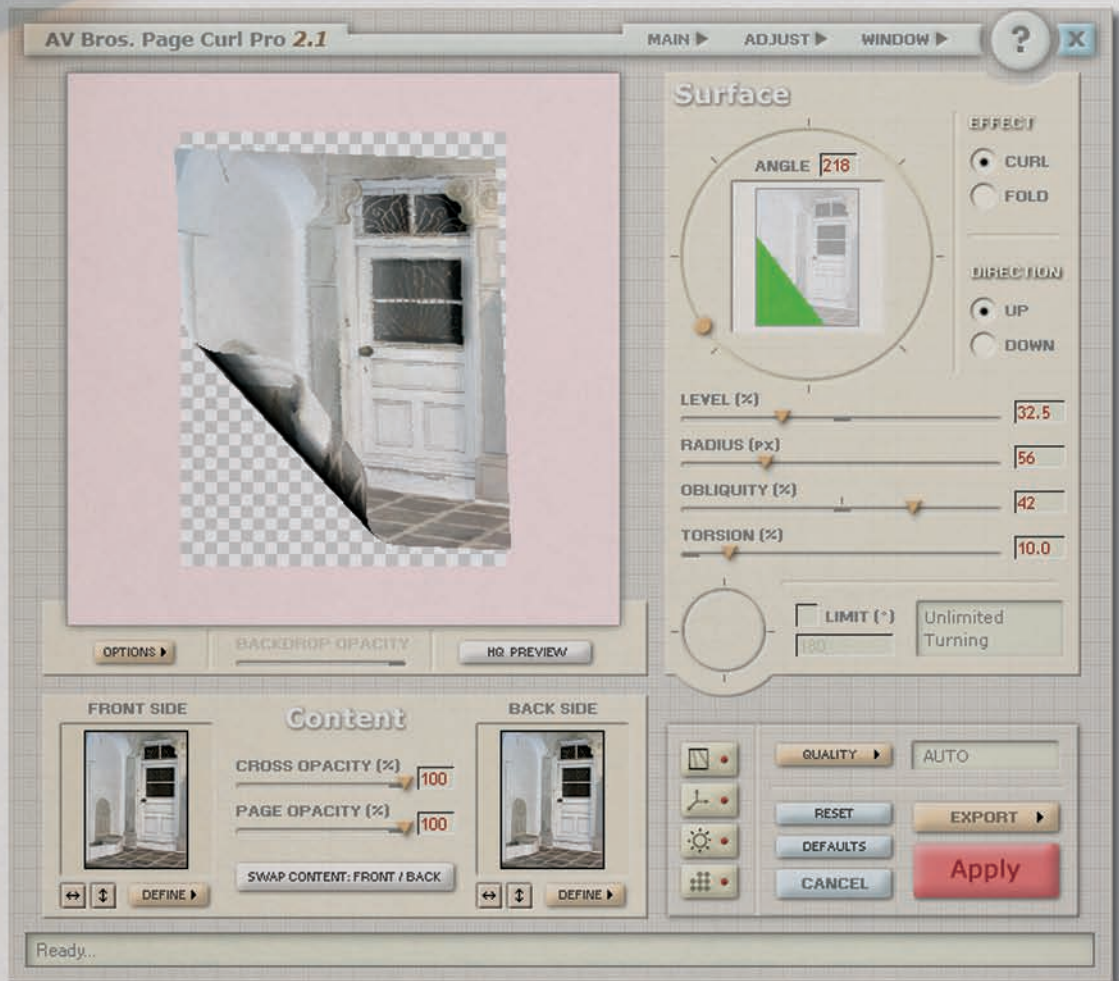 AV Bros. Page Curl Pro 2.1
MAIN ADJUST WINDOW ? X
Surface
ANGLE 218
EFFECT
CURL
FOLD
DIRECTION
UP
DOWN
LEVEL (%) 32.5
RADIUS (PX) 56
OBLIQUITY (%) 42
TORSION (%) 10.0
LIMIT (°)
180
Unlimited
Turning
OPTIONS BACKDROP OPACITY HQ PREVIEW
FRONT SIDE
Content
BACK SIDE
CROSS OPACITY (%) 100
PAGE OPACITY (%) 100
SWAP CONTENT: FRONT / BACK
DEFINE
DEFINE
QUALITY AUTO
RESET
DEFAULTS
CANCEL
EXPORT
Apply
Ready...